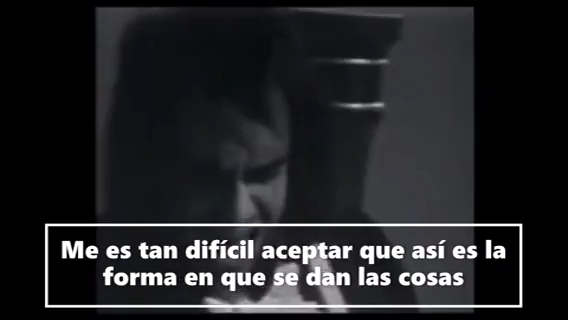 Me es tan difícil aceptar que así es la
forma en que se dan las cosas